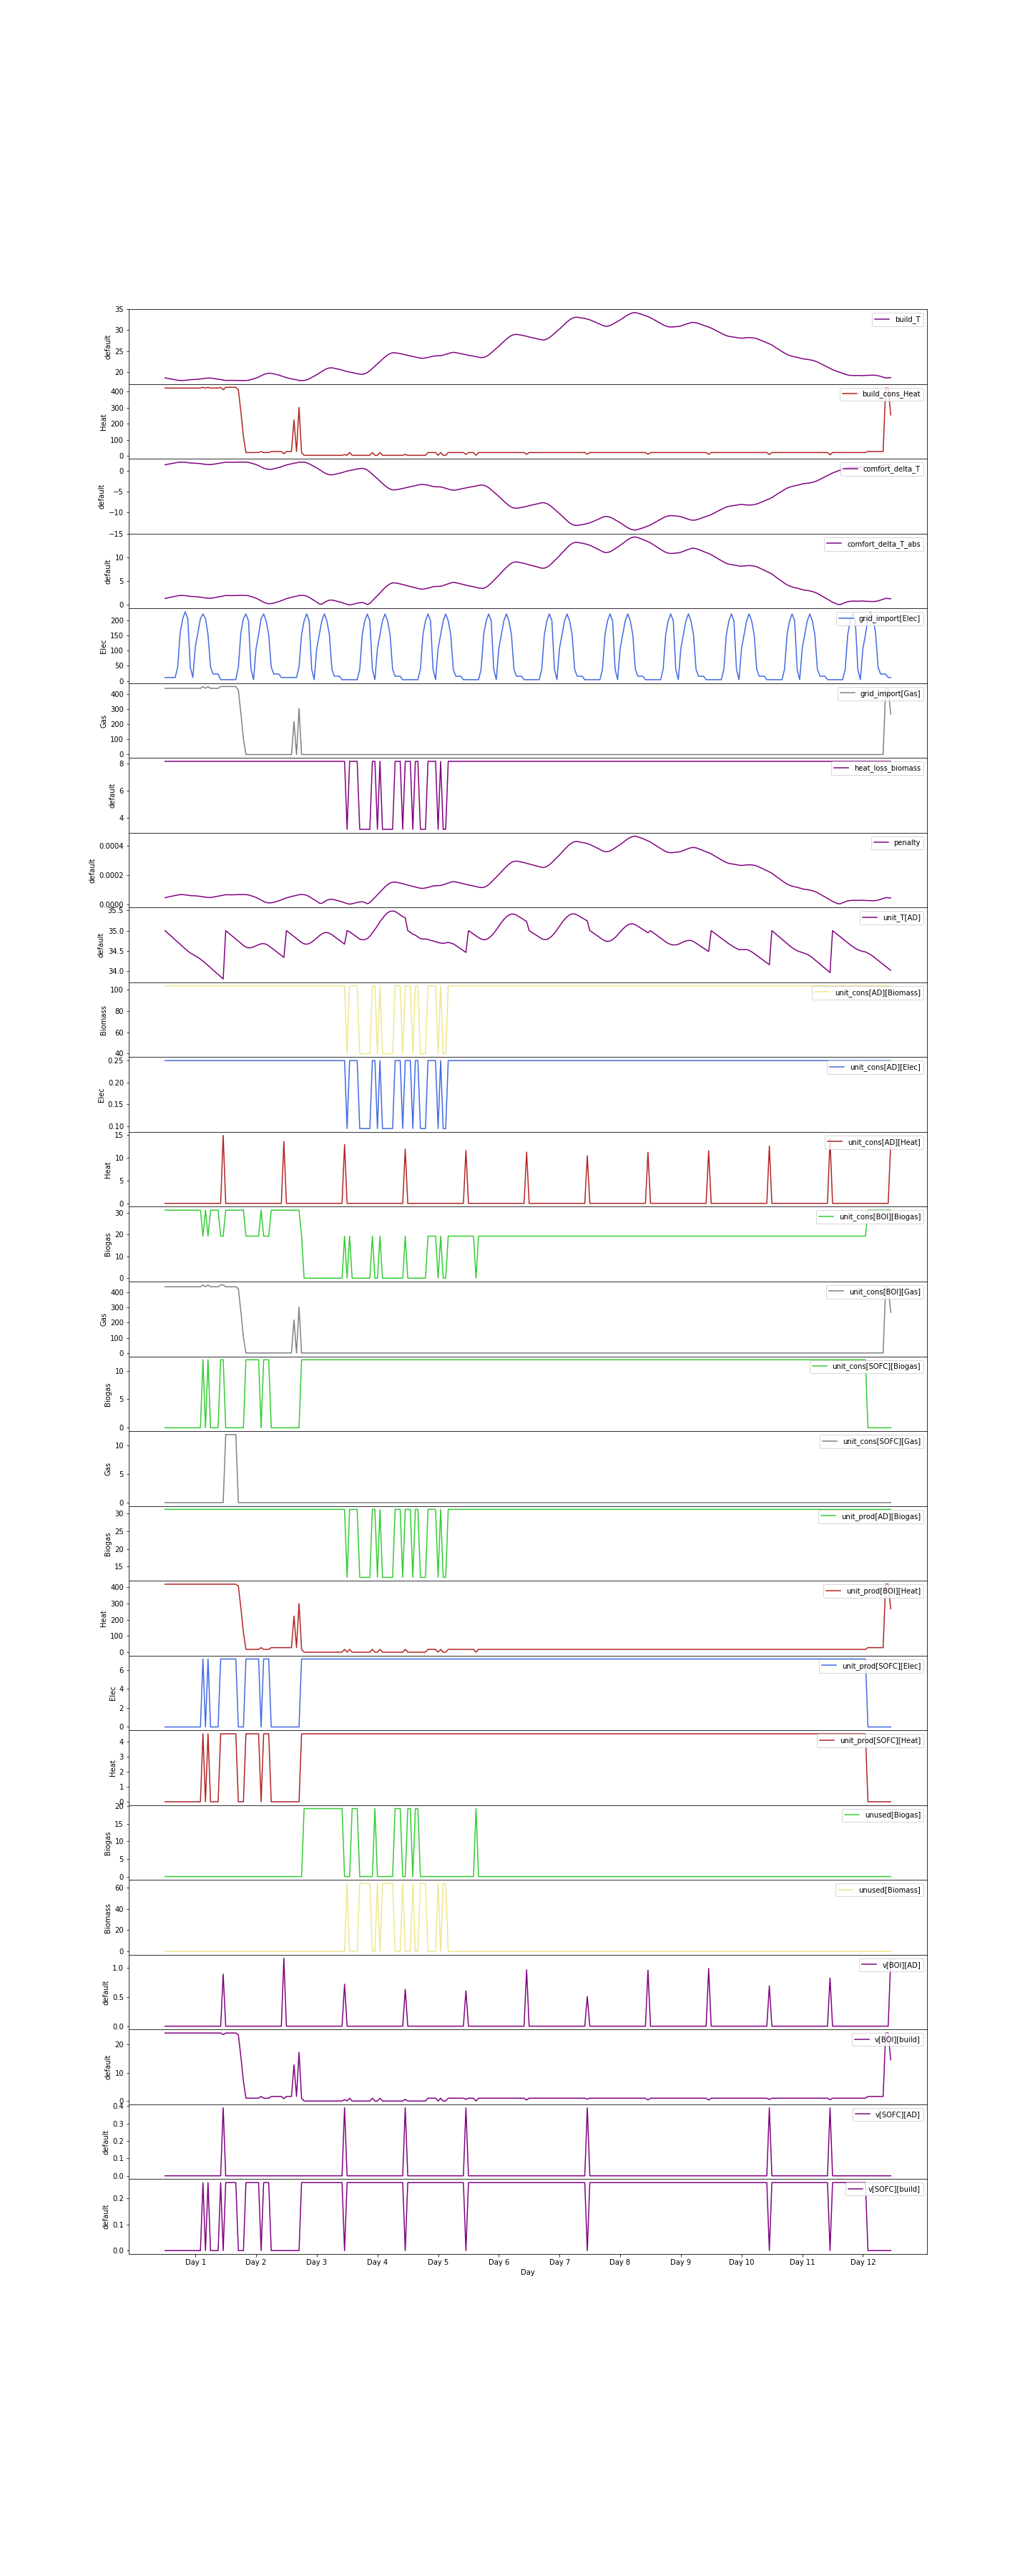 35
30
25
20
default
build_T
400
300
200
100
0
Heat
build_cons_Heat
0
−5
−10
−15
default
comfort_delta_T
10
5
0
default
comfort_delta_T_abs
200
150
100
50
0
Elec
grid_import[Elec]
400
300
200
100
0
Gas
grid_import[Gas]
8
6
4
default
heat_loss_biomass
0.0004
0.0002
0.0000
default
penalty
35.5
35.0
34.5
34.0
default
unit_T[AD]
100
80
60
40
Biomass
unit_cons[AD][Biomass]
0.25
0.20
0.15
0.10
Elec
unit_cons[AD][Elec]
15
10
5
0
Heat
unit_cons[AD][Heat]
30
20
10
0
Biogas
unit_cons[BOI][Biogas]
400
300
200
100
0
Gas
unit_cons[BOI][Gas]
10
5
0
Biogas
unit_cons[SOFC][Biogas]
10
5
0
Gas
unit_cons[SOFC][Gas]
30
25
20
15
Biogas
unit_prod[AD][Biogas]
400
300
200
100
0
Heat
unit_prod[BOI][Heat]
6
4
2
0
Elec
unit_prod[SOFC][Elec]
4
3
2
1
0
Heat
unit_prod[SOFC][Heat]
20
15
10
5
0
Biogas
unused[Biogas]
60
40
20
0
Biomass
unused[Biomass]
1.0
0.5
0.0
default
v[BOI][AD]
20
10
0
default
v[BOI][build]
0.4
0.3
0.2
0.1
0.0
default
v[SOFC][AD]
0.2
0.1
0.0
default
v[SOFC][build]
Day 1 Day 2 Day 3 Day 4 Day 5 Day 6 Day 7 Day 8 Day 9 Day 10 Day 11 Day 12
Day